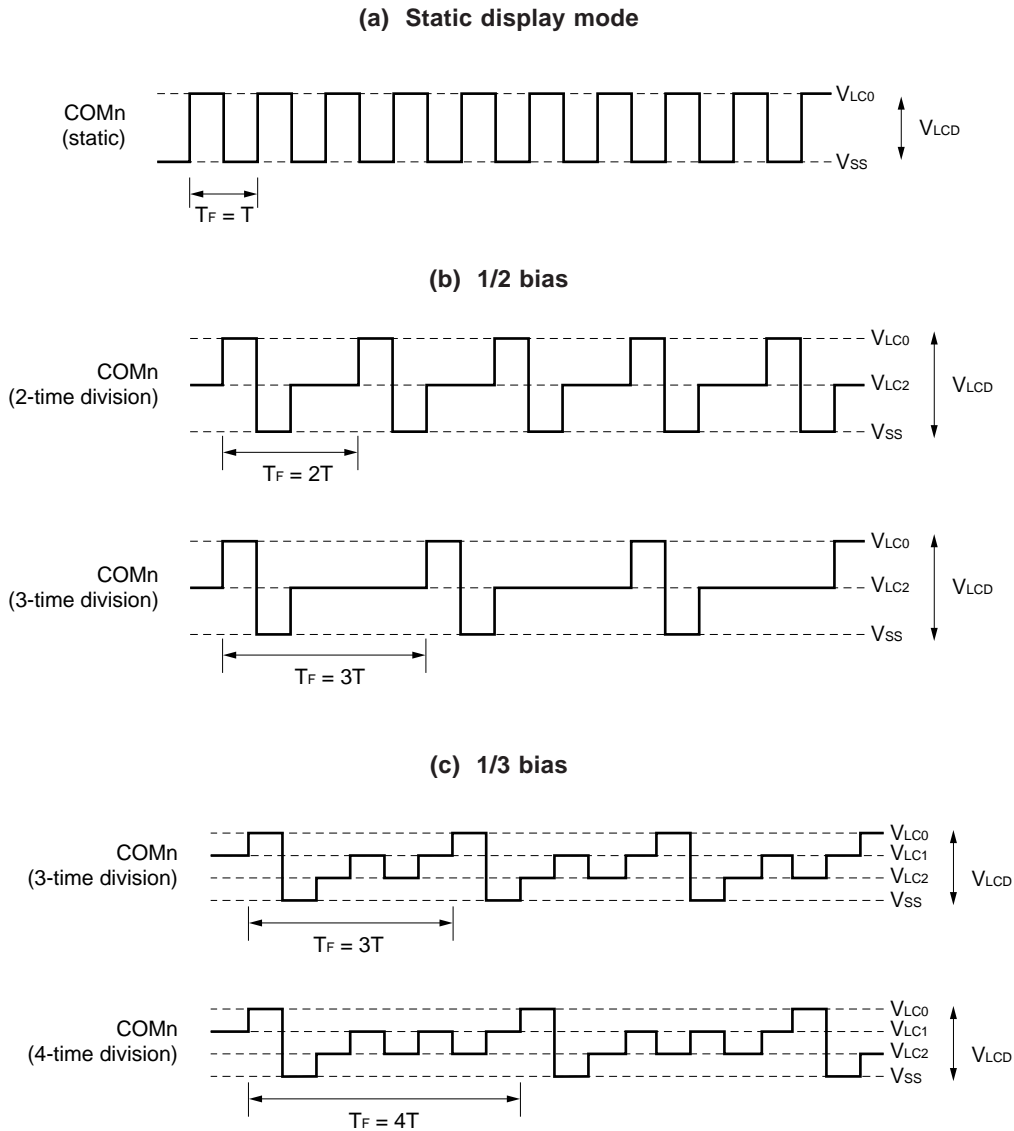 (a) Static display mode
COMn
(static)
VLC0
VLCD
VSS
TF = T
(b) 1/2 bias
COMn
(2-time division)
VLC0
VLC2
VLCD
VSS
TF = 2T
COMn
(3-time division)
VLC0
VLC2
VLCD
VSS
TF = 3T
(c) 1/3 bias
COMn
(3-time division)
VLC0
VLC1
VLC2
VLCD
VSS
TF = 3T
COMn
(4-time division)
VLC0
VLC1
VLC2
VLCD
VSS
TF = 4T